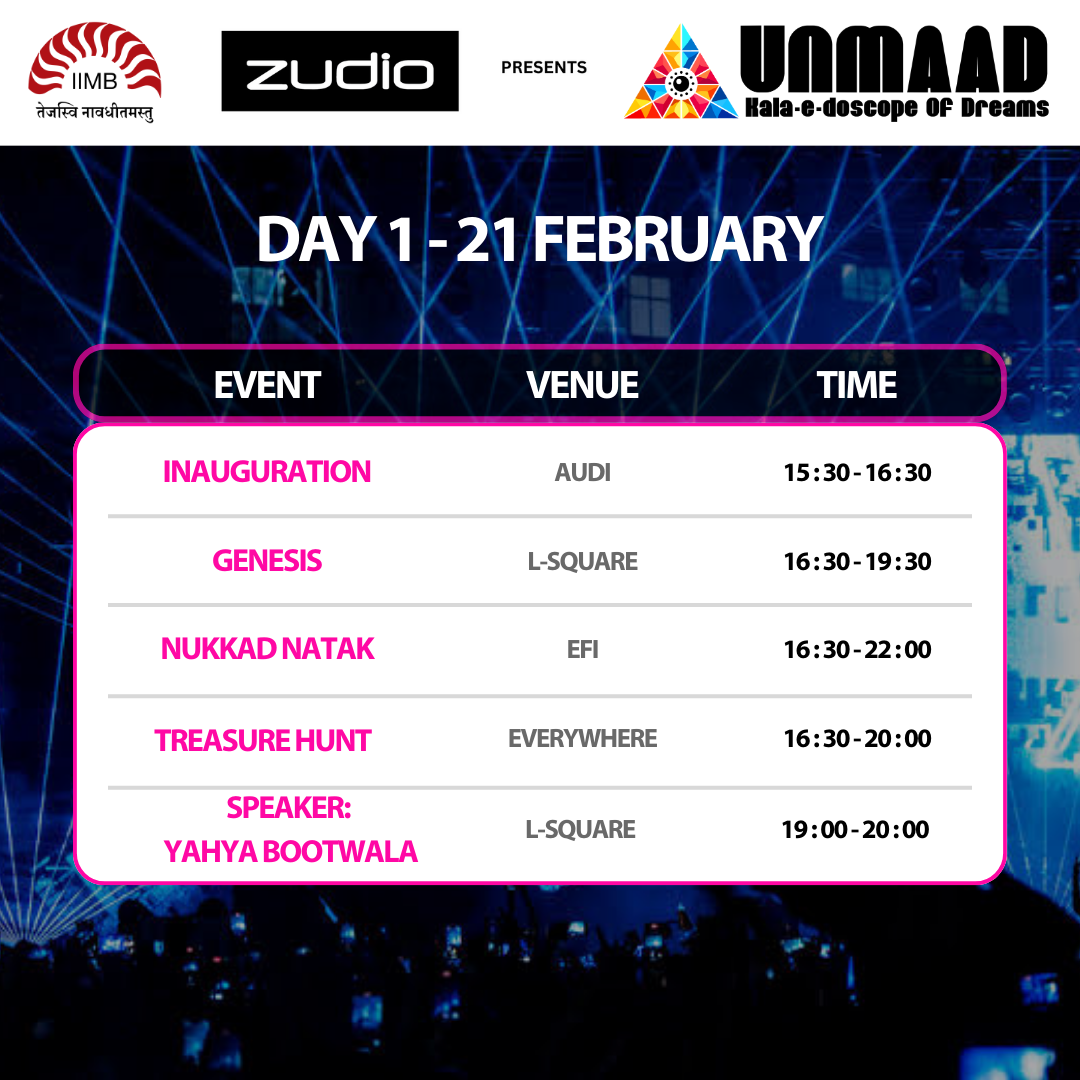 IIMB
तेजस्वि नावधीतमस्तु
zudio
PRESENTS
UNMAAD
Kala-e-doscope Of Dreams
DAY 1 - 21 FEBRUARY
EVENT VENUE TIME
INAUGURATION AUDI 15:30-16:30
GENESIS L-SQUARE 16:30-19:30
NUKKAD NATAK EFI 16:30-22:00
TREASURE HUNT EVERYWHERE 16:30-20:00
SPEAKER:
YAHYA BOOTWALA L-SQUARE 19:00-20:00